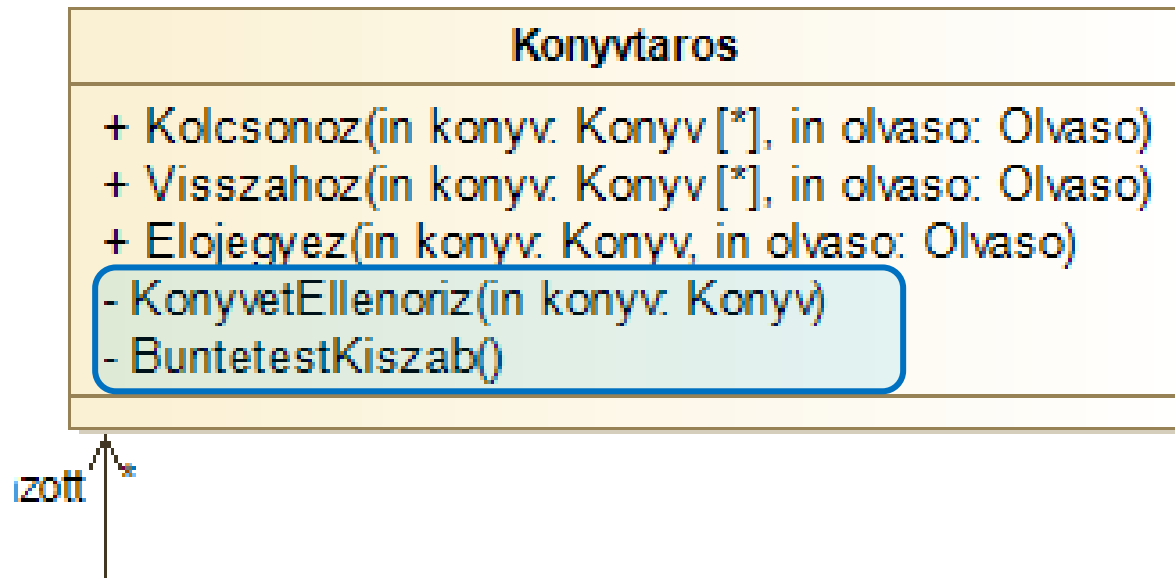 Konyvtaros
+ Kolcsonoz(in konyv: Konyv [*], in olvaso: Olvaso)
+ Visszahoz(in konyv: Konyv [*], in olvaso: Olvaso)
+ Elojegyez(in konyv: Konyv, in olvaso: Olvaso)
- KonyvetEllenoriz(in konyv: Konyv)
- BuntetestKiszab()
*